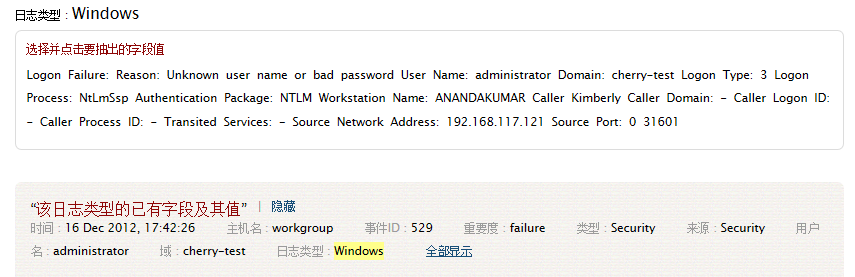 日志类型 : Windows
选择并点击要抽出的字段值
Logon Failure: Reason: Unknown user name or bad password User Name: administrator Domain: cherry-test Logon Type: 3 Logon
Process: NtLmSsp Authentication Package: NTLM Workstation Name: ANANDAKUMAR Caller Kimberly Caller Domain: - Caller Logon ID:
- Caller Process ID: - Transited Services: - Source Network Address: 192.168.117.121 Source Port: 0 31601
“该日志类型的已有字段及其值” | 隐藏
时间 : 16 Dec 2012, 17:42:26 主机名 : workgroup 事件ID : 529 重要度 : failure 类型 : Security 来源 : Security 用户
名 : administrator 域 : cherry-test 日志类型 : Windows 全部显示